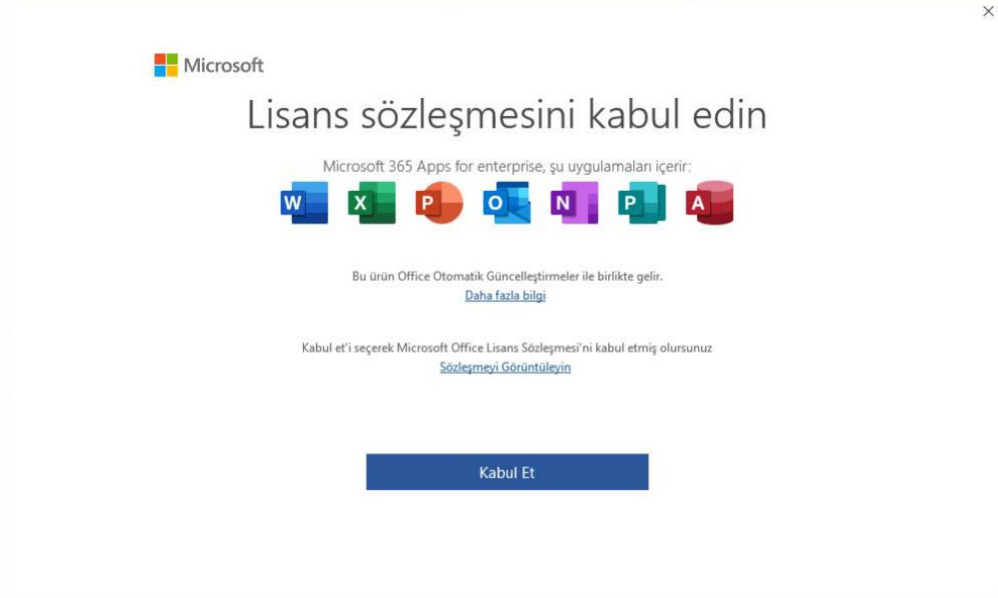 Microsoft
Lisans sözleşmesini kabul edin
Microsoft 365 Apps for enterprise, şu uygulamaları içerir:
W X P O N P A
Bu ürün Office Otomatik Güncelleştirmeler ile birlikte gelir.
Daha fazla bilgi
Kabul et'i seçerek Microsoft Office Lisans Sözleşmesi'ni kabul etmiş olursunuz
Sözleşmeyi Görüntüleyin
Kabul Et